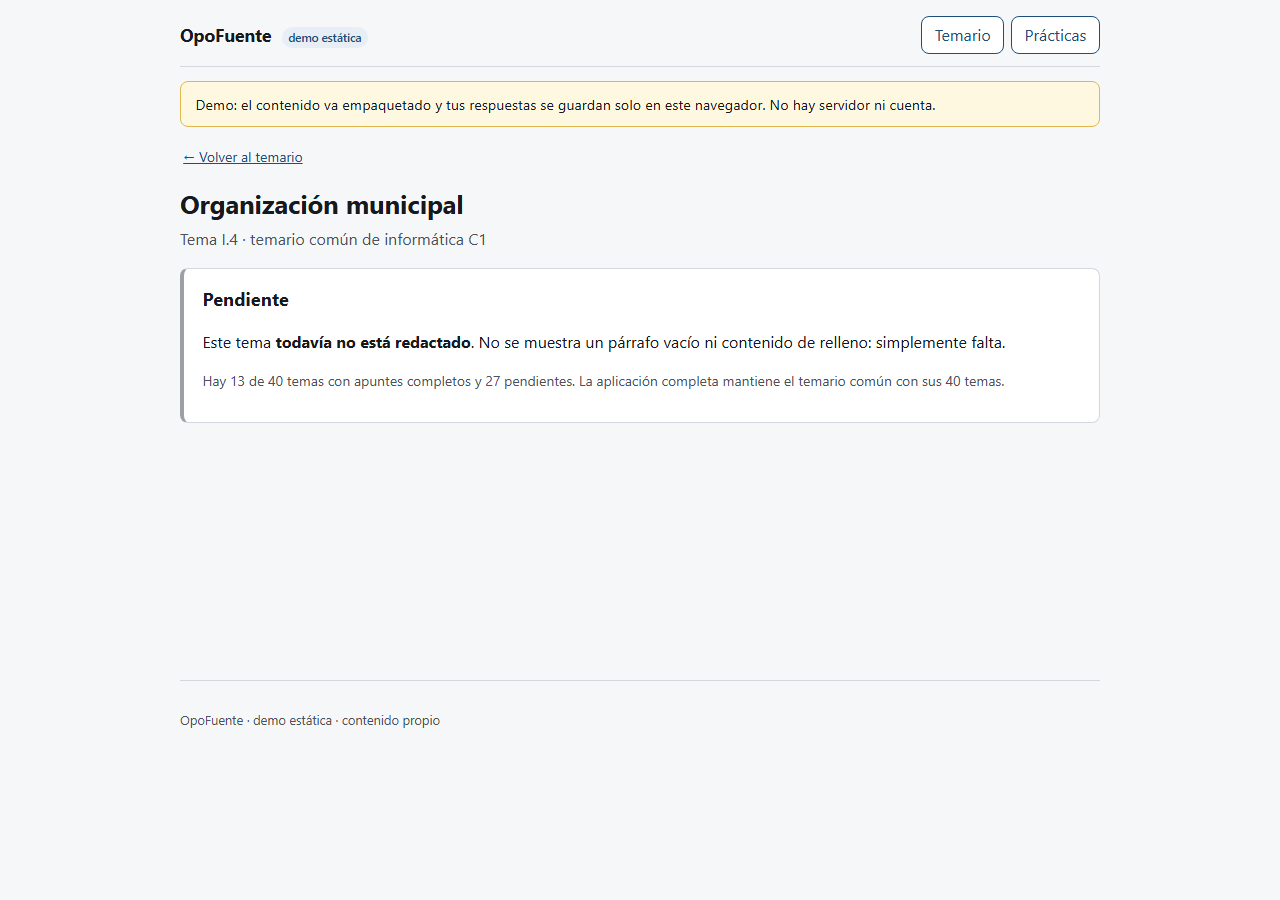 OpoFuente demo estática Temario Prácticas
Demo: el contenido va empaquetado y tus respuestas se guardan solo en este navegador. No hay servidor ni cuenta.
← Volver al temario
Organización municipal
Tema I.4 · temario común de informática C1
Pendiente
Este tema todavía no está redactado. No se muestra un párrafo vacío ni contenido de relleno: simplemente falta.
Hay 13 de 40 temas con apuntes completos y 27 pendientes. La aplicación completa mantiene el temario común con sus 40 temas.
OpoFuente · demo estática · contenido propio